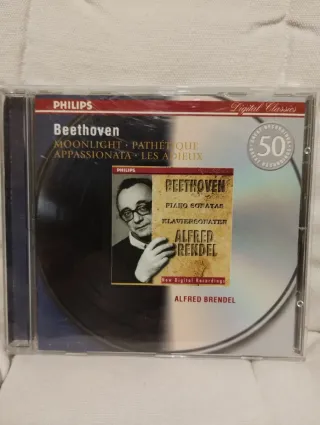 PHILIPS
Digital Classics
Beethoven
MOONLIGHT · PATHÉTIQUE
APPASSIONATA · LES ADIEUX
50
PHILIPS
BEETHOVEN
PIANO SONATAS
KLAVIERSONATEN
ALFRED
BRENDEL
New Digital Recordings
ALFRED BRENDEL